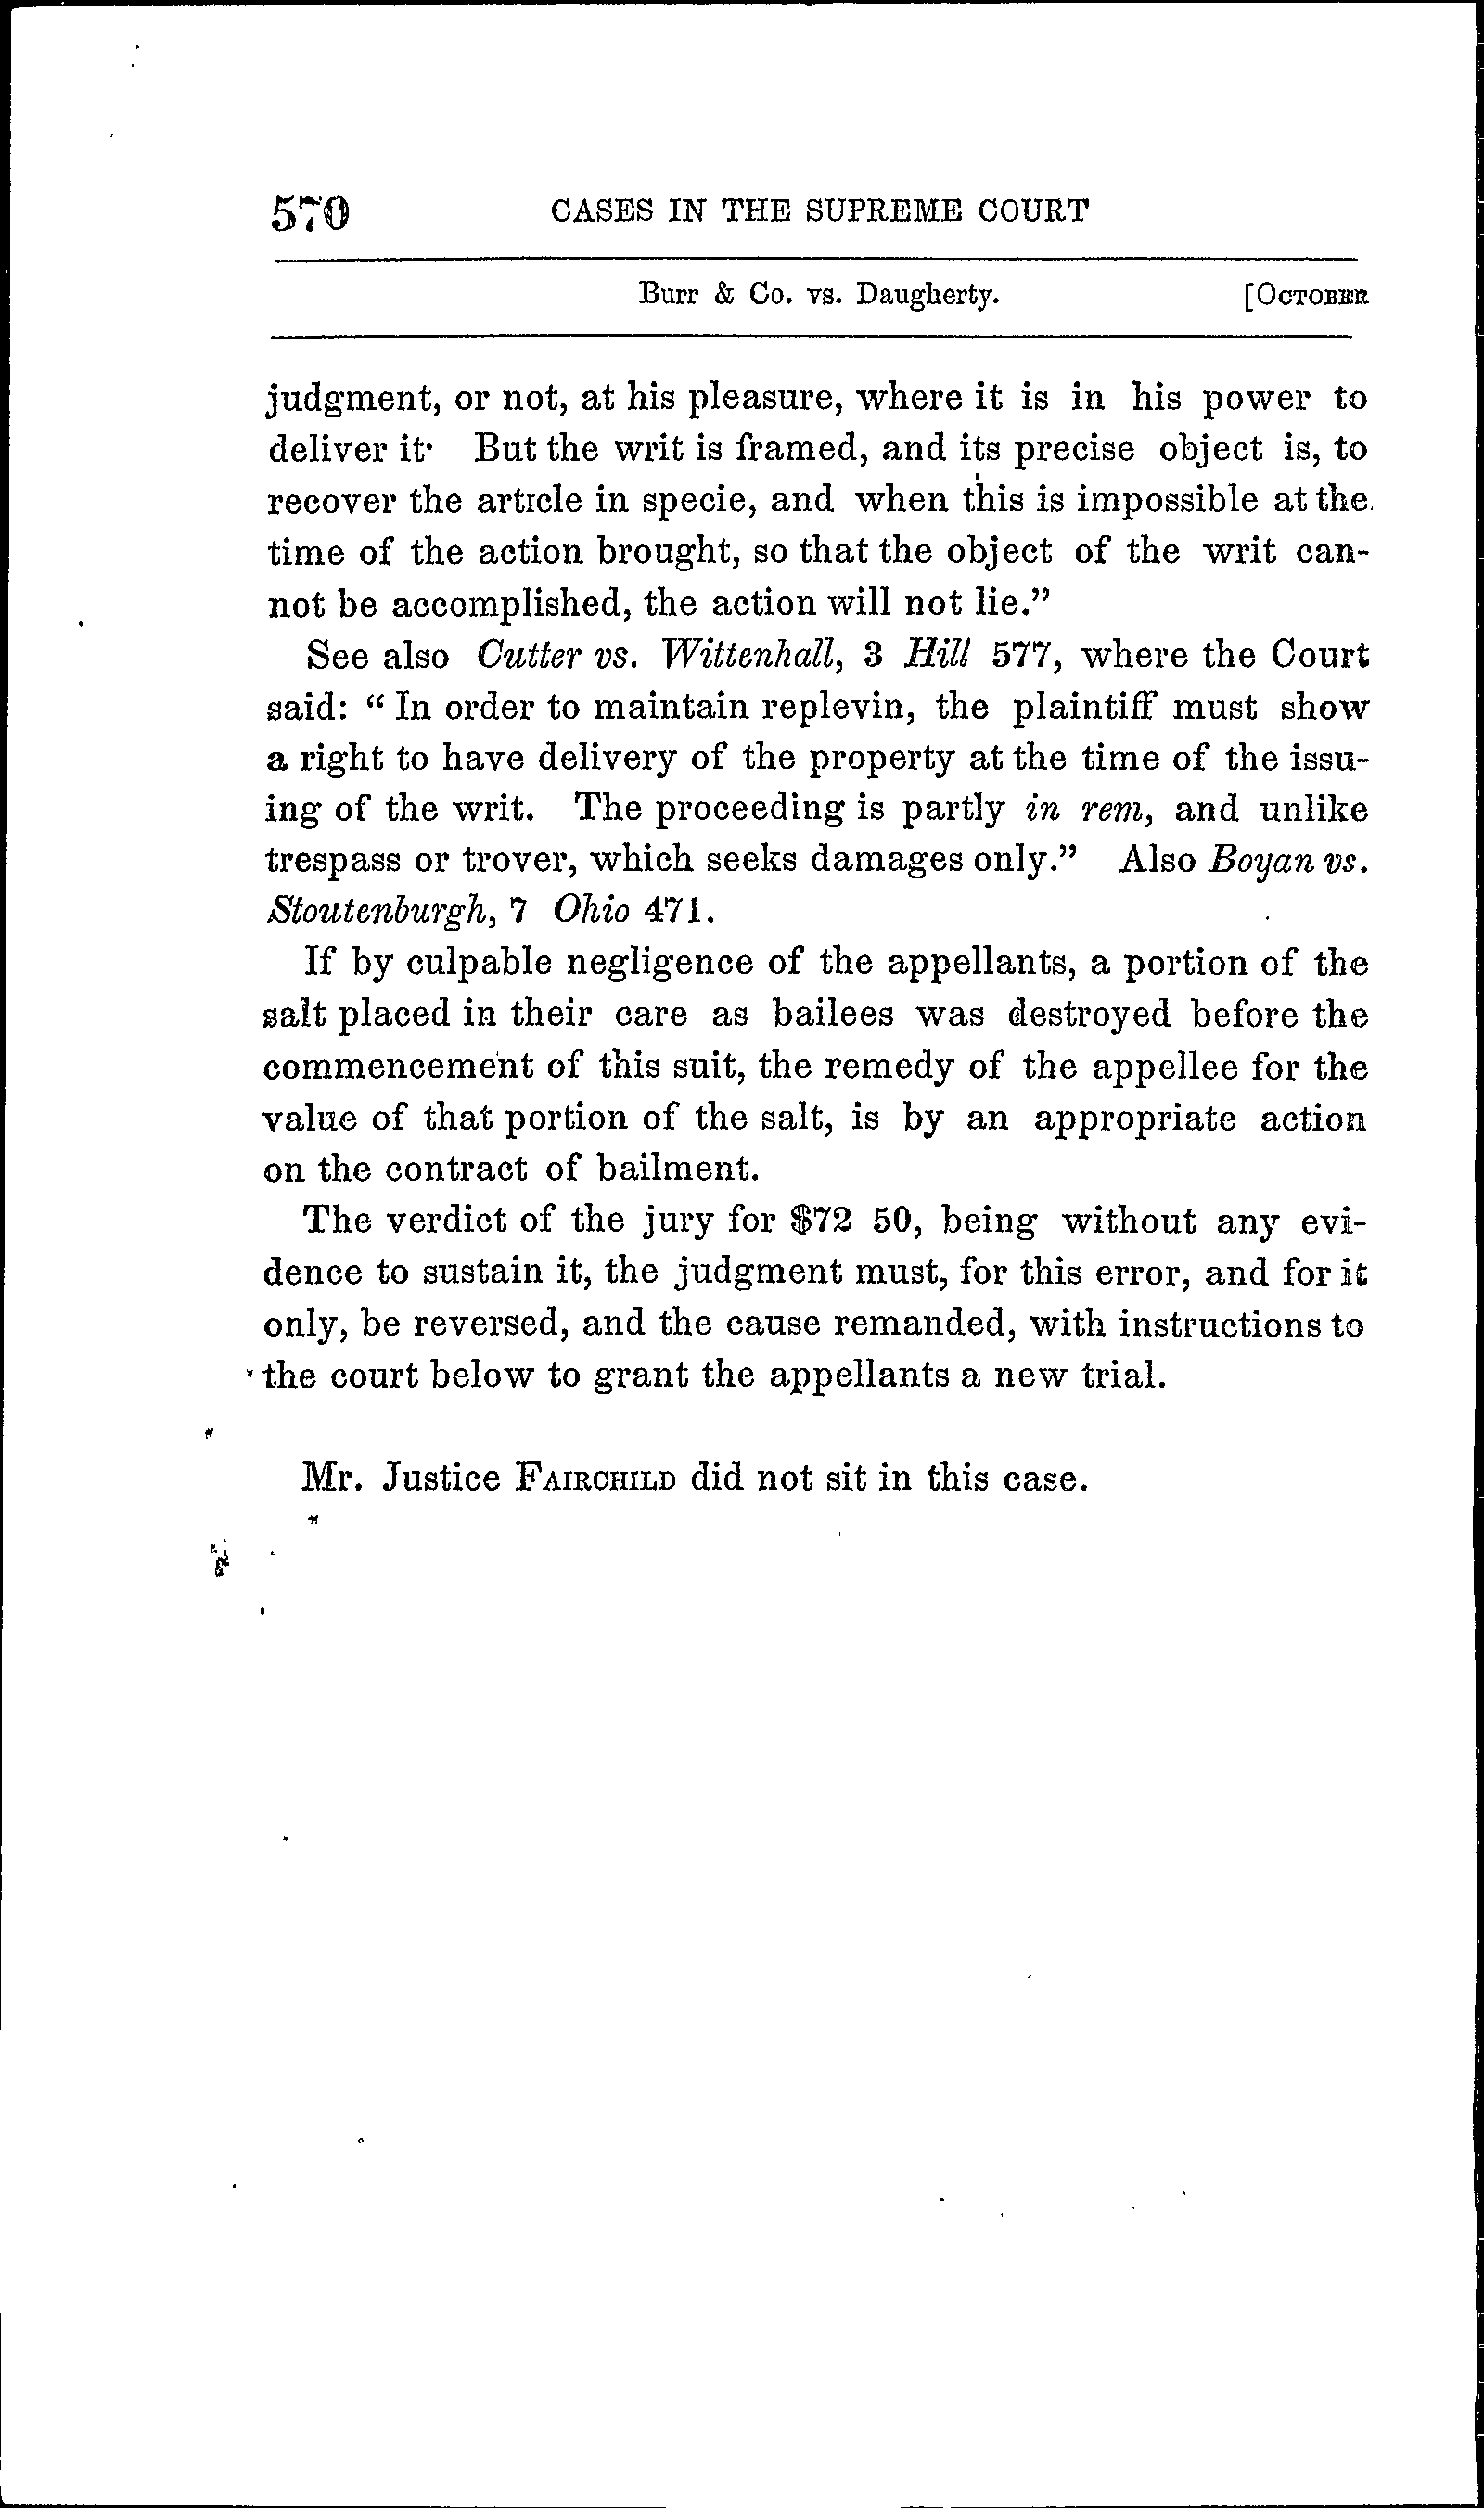 570 CASES IN THE SUPREME COURT
Burr & Co. vs. Daugherty. [OCTOBER
judgment, or not, at his pleasure, where it is in his power to
deliver it· But the writ is framed, and its precise object is, to
recover the article in specie, and when this is impossible at the
time of the action brought, so that the object of the writ can-
not be accomplished, the action will not lie.”
See also Cutter vs. Wittenhall, 3 Hill 577, where the Court
said: “ In order to maintain replevin, the plaintiff must show
a right to have delivery of the property at the time of the issu-
ing of the writ. The proceeding is partly in rem, and unlike
trespass or trover, which seeks damages only.” Also Boyan vs.
Stoutenburgh, 7 Ohio 471.
If by culpable negligence of the appellants, a portion of the
salt placed in their care as bailees was destroyed before the
commencement of this suit, the remedy of the appellee for the
value of that portion of the salt, is by an appropriate action
on the contract of bailment.
The verdict of the jury for $72 50, being without any evi-
dence to sustain it, the judgment must, for this error, and for it
only, be reversed, and the cause remanded, with instructions to
the court below to grant the appellants a new trial.
Mr. Justice FAIRCHILD did not sit in this case.